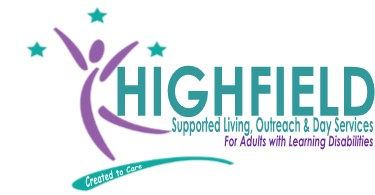 HIGHFIELD
Supported Living, Outreach & Day Services
For Adults with Learning Disabilities
Created to Care